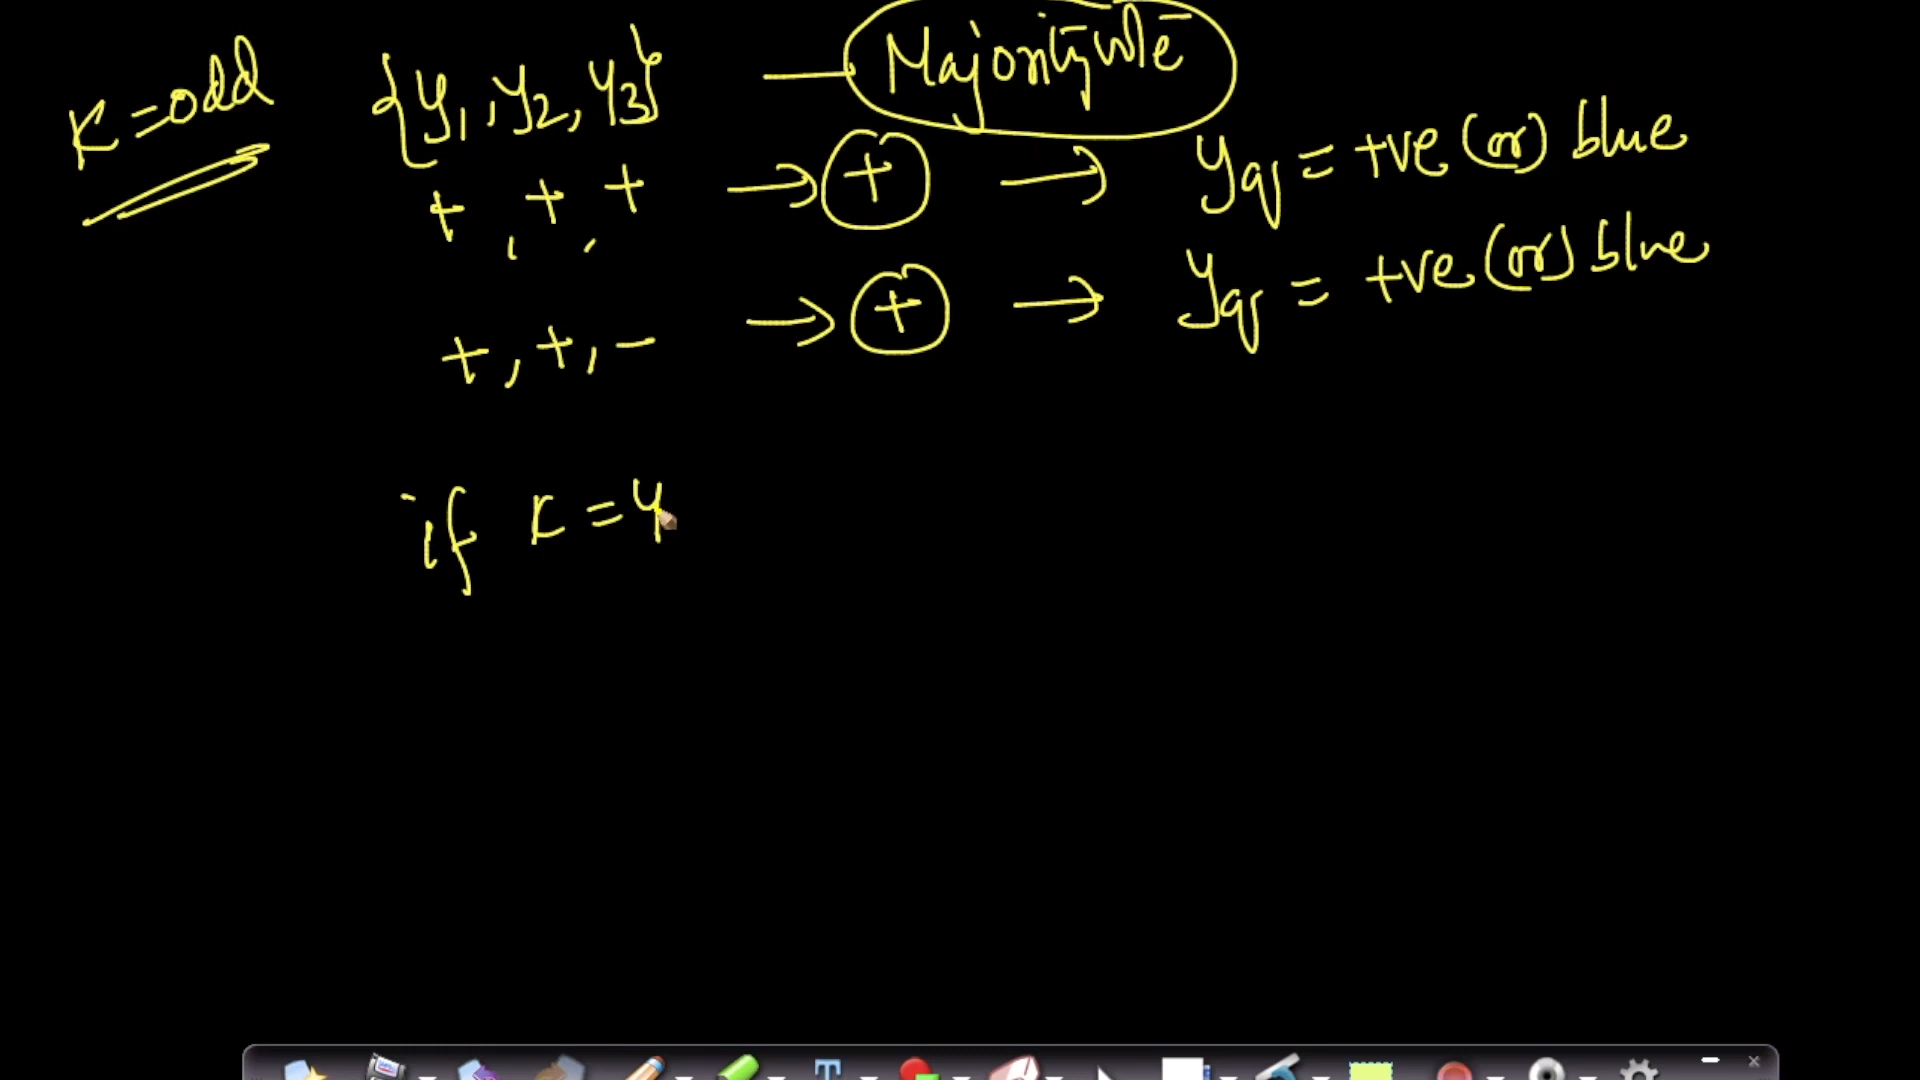 K = odd {y1, y2, y3} — Majority vote
+, +, + → + → yq = +ve (or) blue
+, +, - → + → yq = +ve (or) blue
if K = 4